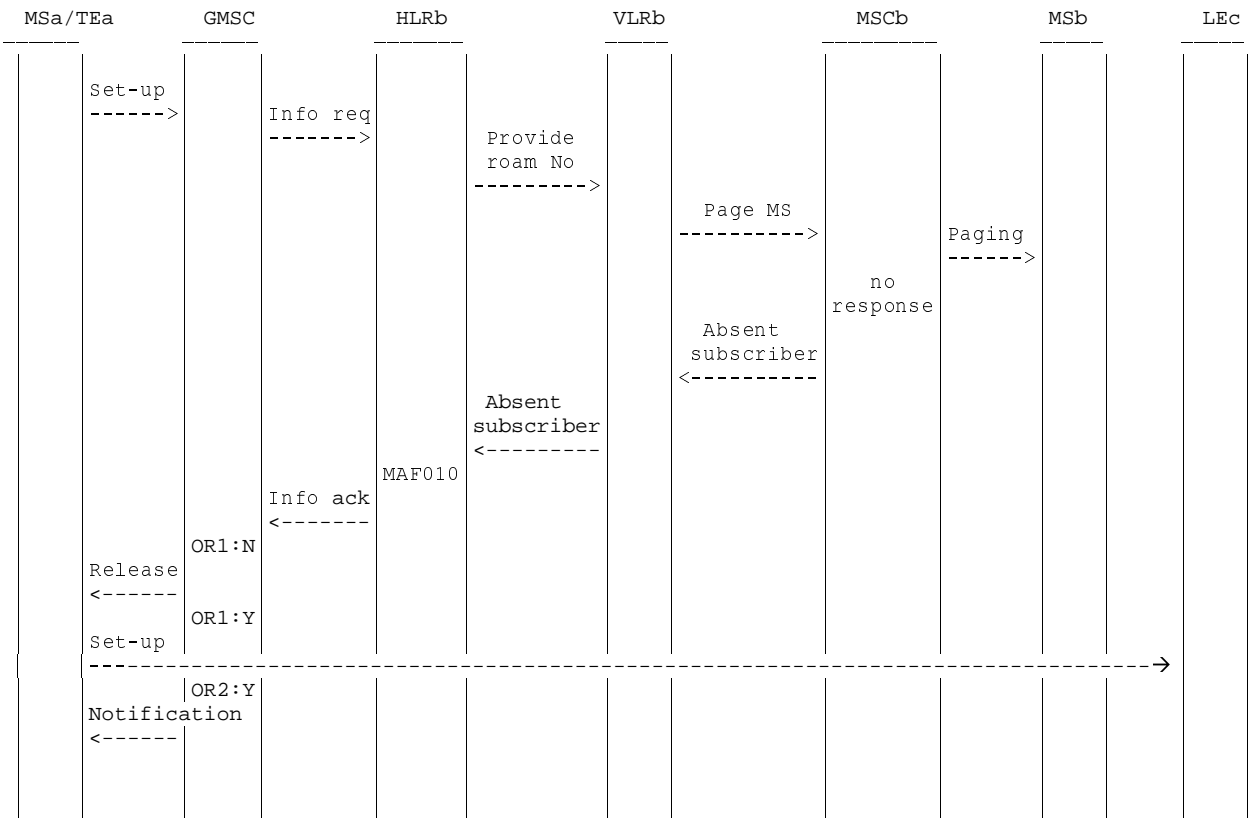 MSa/TEa GMSC HLRb VLRb MSCb MSb LEc
Set-up
------>
Info req
------->
Provide
roam No
--------->
Page MS
---------->
Paging
------>
no
response
Absent
subscriber
<----------
Absent
subscriber
<---------
MAF010
Info ack
<-------
OR1:N
Release
<------
OR1:Y
Set-up
OR2:Y
Notification
<------